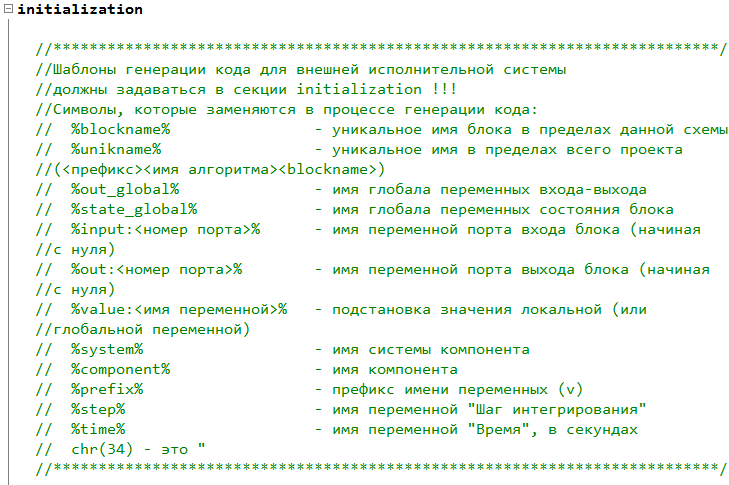 initialization
//**************************************************************************/
//Шаблоны генерации кода для внешней исполнительной системы
//должны задаваться в секции initialization !!!
//Символы, которые заменяются в процессе генерации кода:
//  %blockname%                - уникальное имя блока в пределах данной схемы
//  %unikname%                 - уникальное имя в пределах всего проекта
//(<префикс><имя алгоритма><blockname>)
//  %out_global%               - имя глобала переменных входа-выхода
//  %state_global%             - имя глобала переменных состояния блока
//  %input:<номер порта>%      - имя переменной порта входа блока (начиная
//с нуля)
//  %out:<номер порта>%        - имя переменной порта выхода блока (начиная
//с нуля)
//  %value:<имя переменной>%   - подстановка значения локальной (или
//глобальной переменной)
//  %system%                   - имя системы компонента
//  %component%                - имя компонента
//  %prefix%                   - префикс имени переменных (v)
//  %step%                     - имя переменной "Шаг интегрирования"
//  %time%                     - имя переменной "Время", в секундах
//  chr(34) - это "
//**************************************************************************/